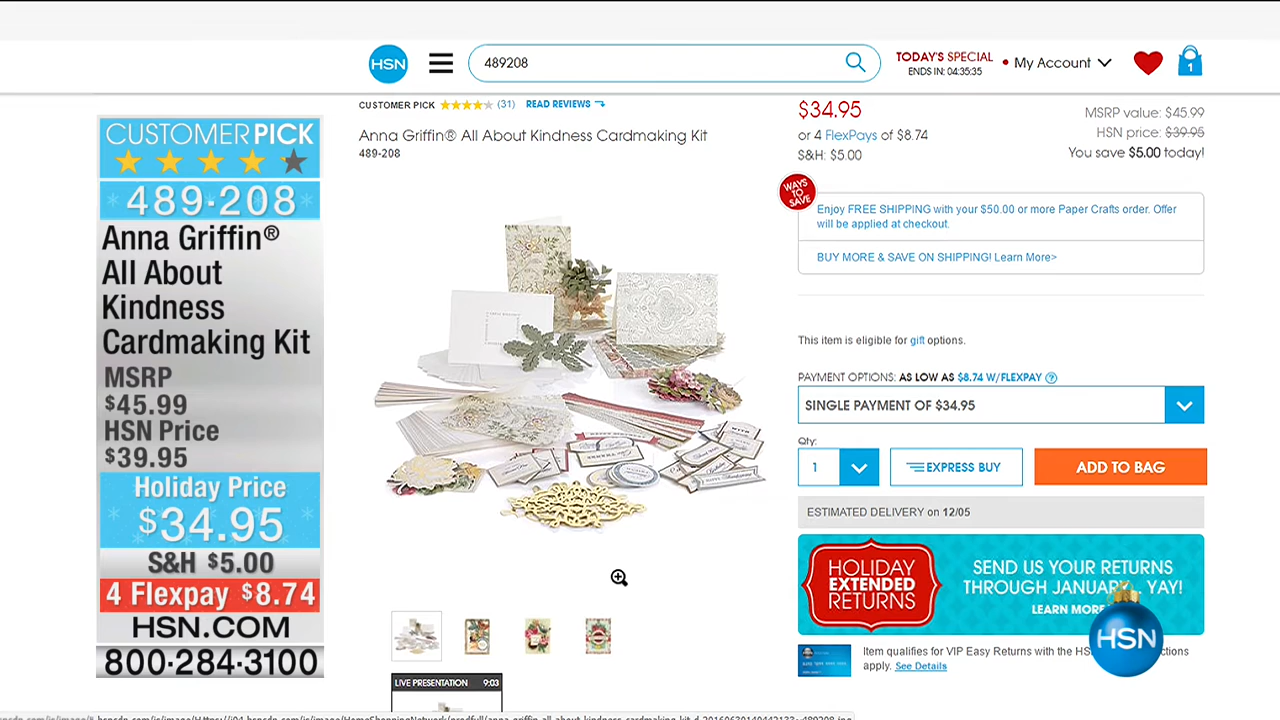 HSN
489208
TODAY'S SPECIAL
ENDS IN: 04:35:35
My Account
1
CUSTOMER PICK
489·208
Anna Griffin®
All About
Kindness
Cardmaking Kit
MSRP
$45.99
HSN Price
$39.95
Holiday Price
$34.95
S&H $5.00
4 Flexpay $8.74
HSN.COM
800·284·3100
CUSTOMER PICK (31) READ REVIEWS
Anna Griffin® All About Kindness Cardmaking Kit
489-208
LIVE PRESENTATION 9:03
$34.95
or 4 FlexPays of $8.74
S&H: $5.00
MSRP value: $45.99
HSN price: $39.95
You save $5.00 today!
WAYS
TO
SAVE
Enjoy FREE SHIPPING with your $50.00 or more Paper Crafts order. Offer
will be applied at checkout.
BUY MORE & SAVE ON SHIPPING! Learn More>
This item is eligible for gift options.
PAYMENT OPTIONS: AS LOW AS $8.74 W/FLEXPAY ?
SINGLE PAYMENT OF $34.95
Qty:
1
EXPRESS BUY
ADD TO BAG
ESTIMATED DELIVERY on 12/05
HOLIDAY
EXTENDED
RETURNS
SEND US YOUR RETURNS
THROUGH JANUARY. YAY!
LEARN MORE
HSN
Item qualifies for VIP Easy Returns with the
apply. See Details